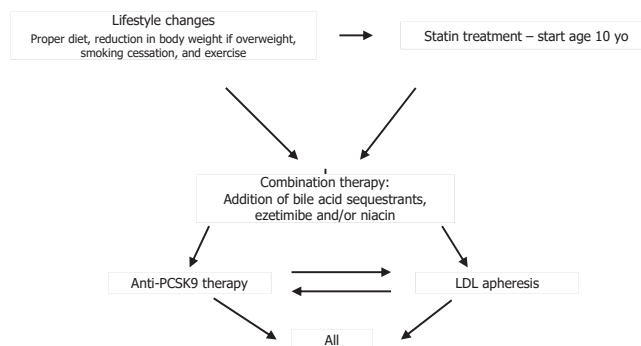 Lifestyle changes
Proper diet, reduction in body weight if overweight,
smoking cessation, and exercise
Statin treatment – start age 10 yo
Combination therapy:
Addition of bile acid sequestrants,
ezetimibe and/or niacin
Anti-PCSK9 therapy
LDL apheresis
All